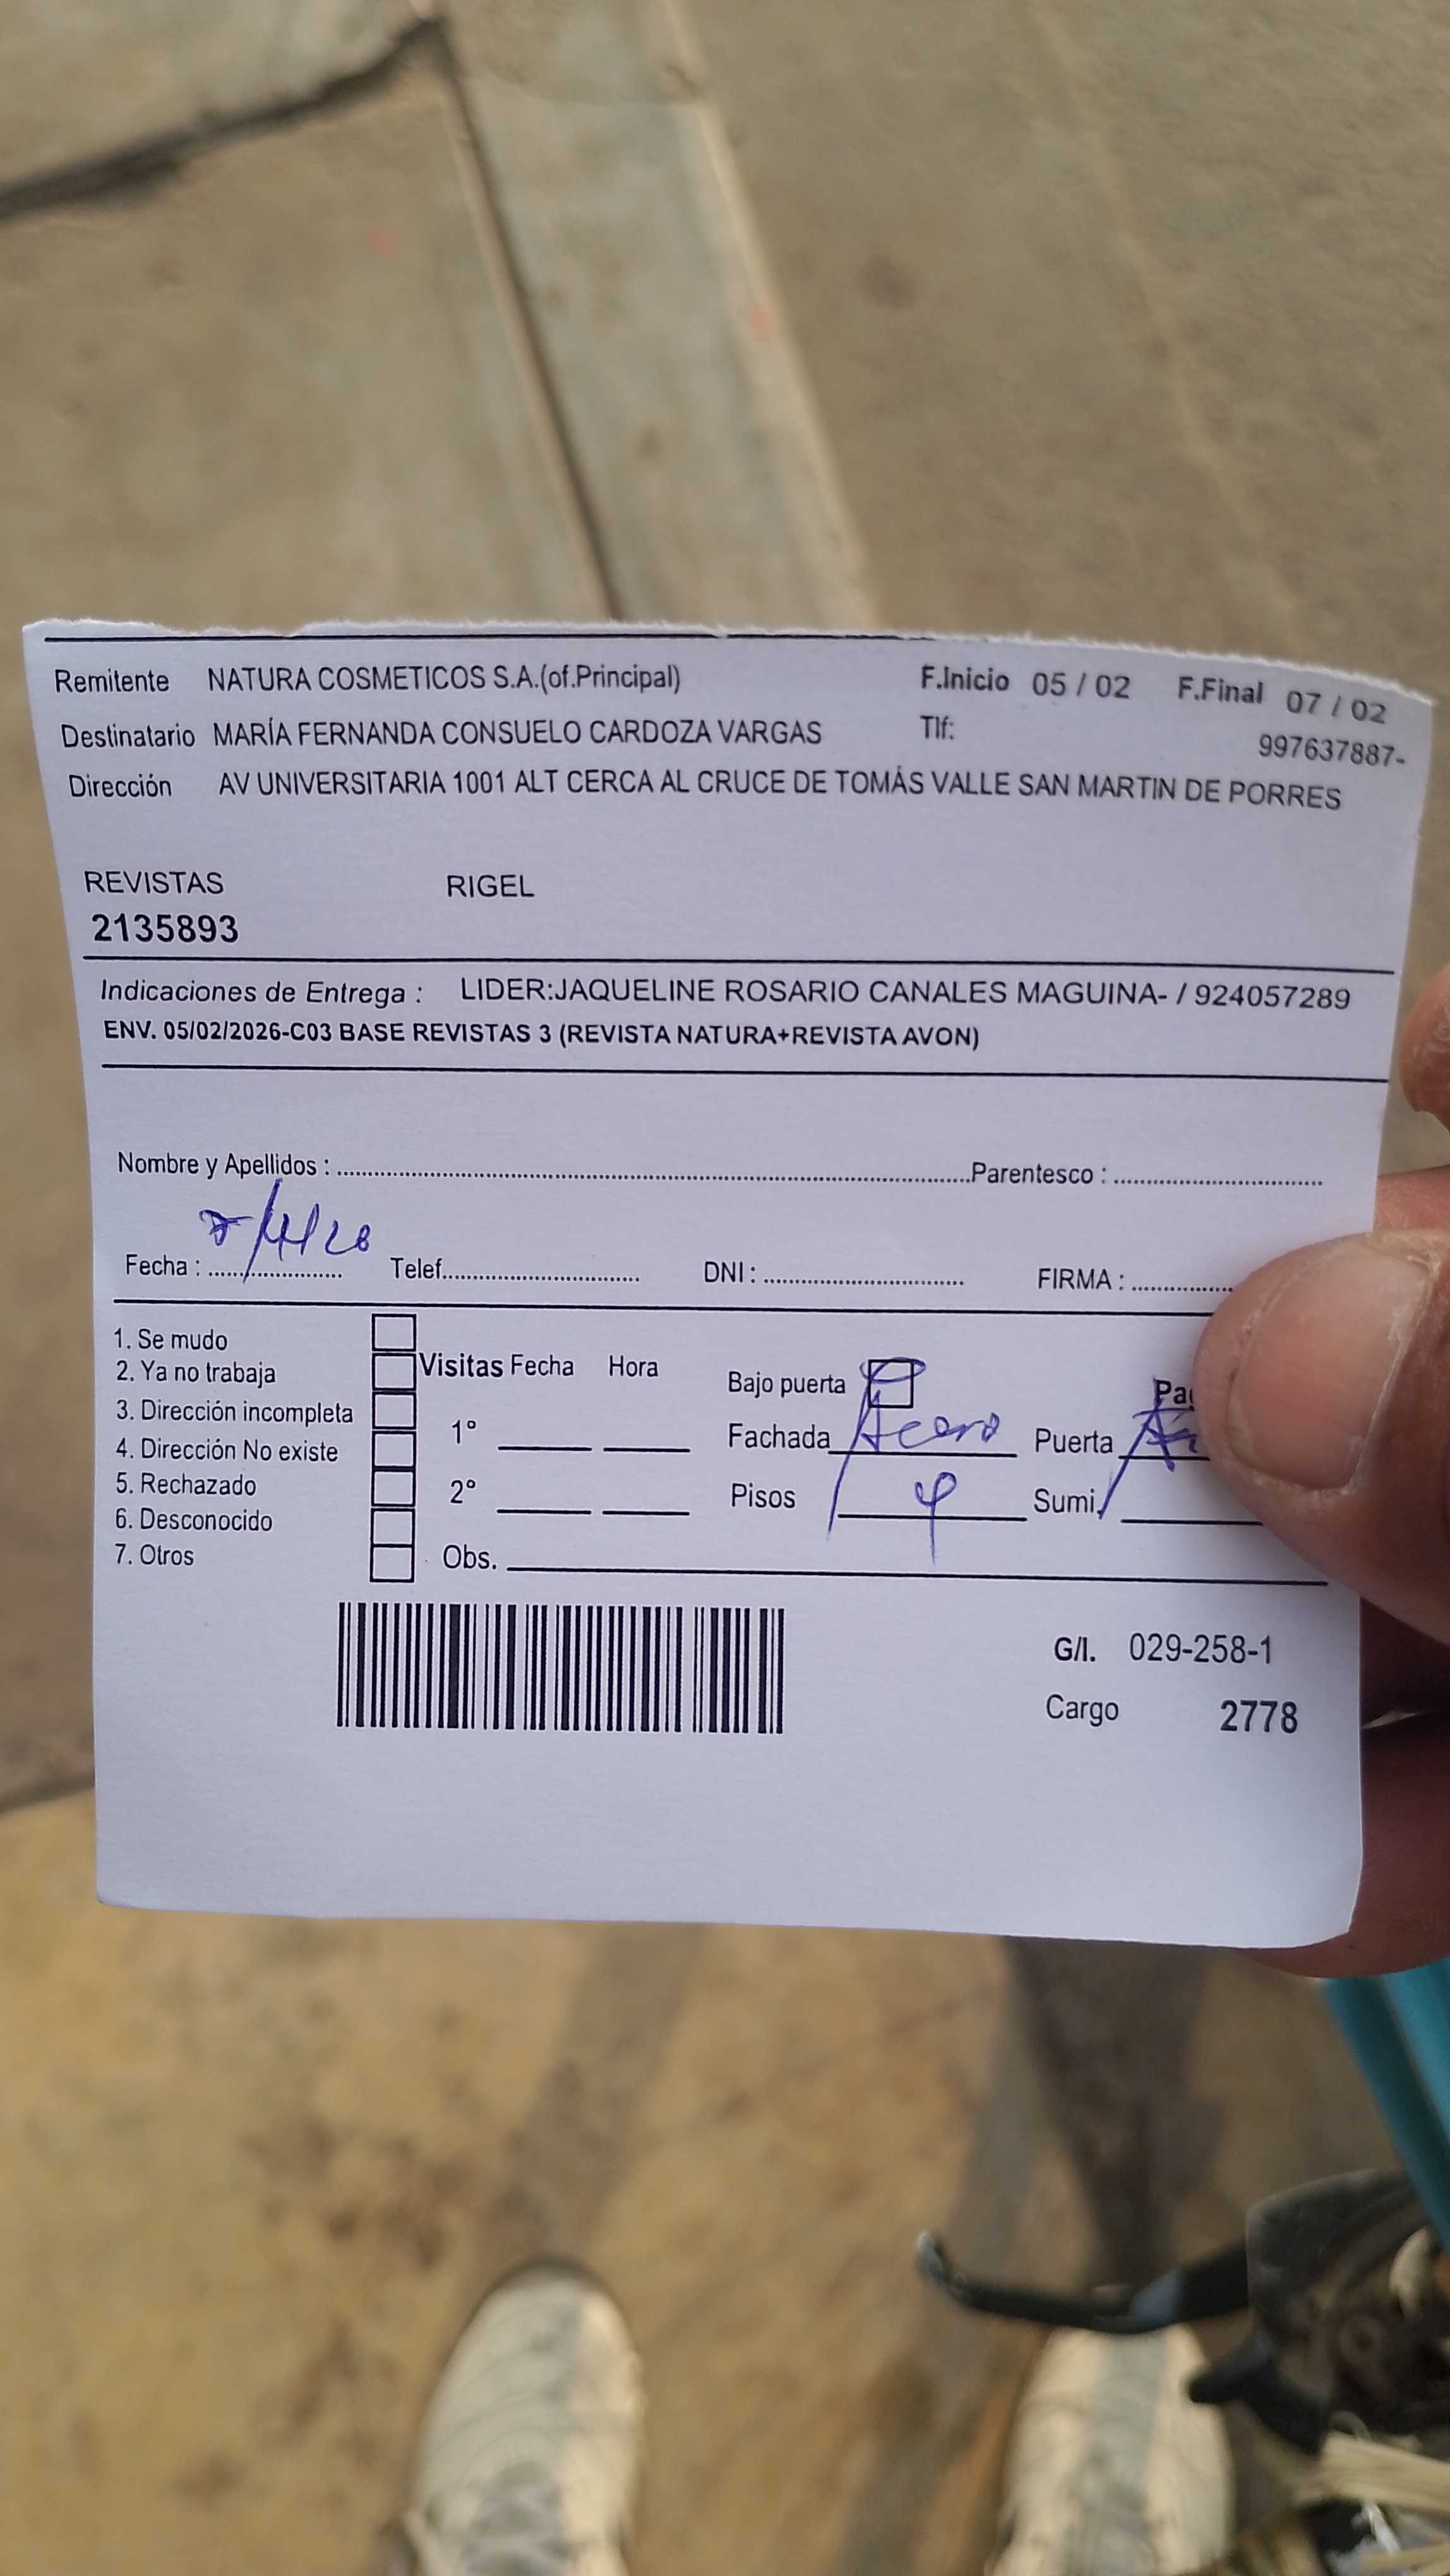 Remitente NATURA COSMETICOS S.A.(of.Principal) F.Inicio 05 / 02 F.Final 07 / 02
Destinatario MARÍA FERNANDA CONSUELO CARDOZA VARGAS Tlf: 997637887-
Dirección AV UNIVERSITARIA 1001 ALT CERCA AL CRUCE DE TOMÁS VALLE SAN MARTIN DE PORRES
REVISTAS RIGEL
2135893
Indicaciones de Entrega : LIDER:JAQUELINE ROSARIO CANALES MAGUINA- / 924057289
ENV. 05/02/2026-C03 BASE REVISTAS 3 (REVISTA NATURA+REVISTA AVON)
Nombre y Apellidos : Parentesco :
Fecha : Telef. DNI : FIRMA :
1. Se mudo
2. Ya no trabaja
3. Dirección incompleta
4. Dirección No existe
5. Rechazado
6. Desconocido
7. Otros
Visitas Fecha Hora
1°
2°
Obs.
Bajo puerta
Fachada Acero Puerta
Pisos Sumi.
G/I. 029-258-1
Cargo 2778